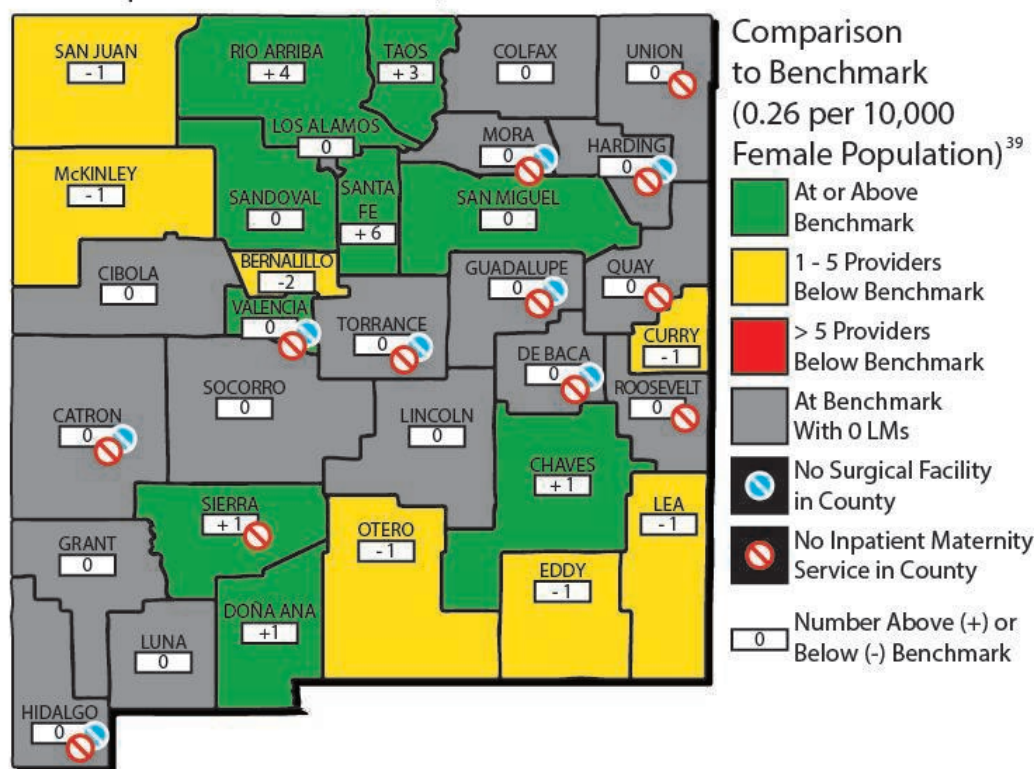 SAN JUAN
- 1
RIO ARRIBA
+ 4
TAOS
+ 3
COLFAX
0
UNION
0
LOS ALAMOS
0
MORA
0
HARDING
0
McKINLEY
- 1
SANDOVAL
0
SANTA
FE
+ 6
SAN MIGUEL
0
CIBOLA
0
BERNALILLO
-2
GUADALUPE
0
QUAY
0
VALENCIA
0
TORRANCE
0
CURRY
- 1
DE BACA
0
ROOSEVELT
0
CATRON
0
SOCORRO
0
LINCOLN
0
CHAVES
+ 1
SIERRA
+ 1
OTERO
- 1
LEA
- 1
GRANT
0
EDDY
- 1
DOÑA ANA
+1
LUNA
0
HIDALGO
0
Comparison
to Benchmark
(0.26 per 10,000
Female Population)³⁹
At or Above
Benchmark
1 - 5 Providers
Below Benchmark
> 5 Providers
Below Benchmark
At Benchmark
With 0 LMs
No Surgical Facility
in County
No Inpatient Maternity
Service in County
0
Number Above (+) or
Below (-) Benchmark